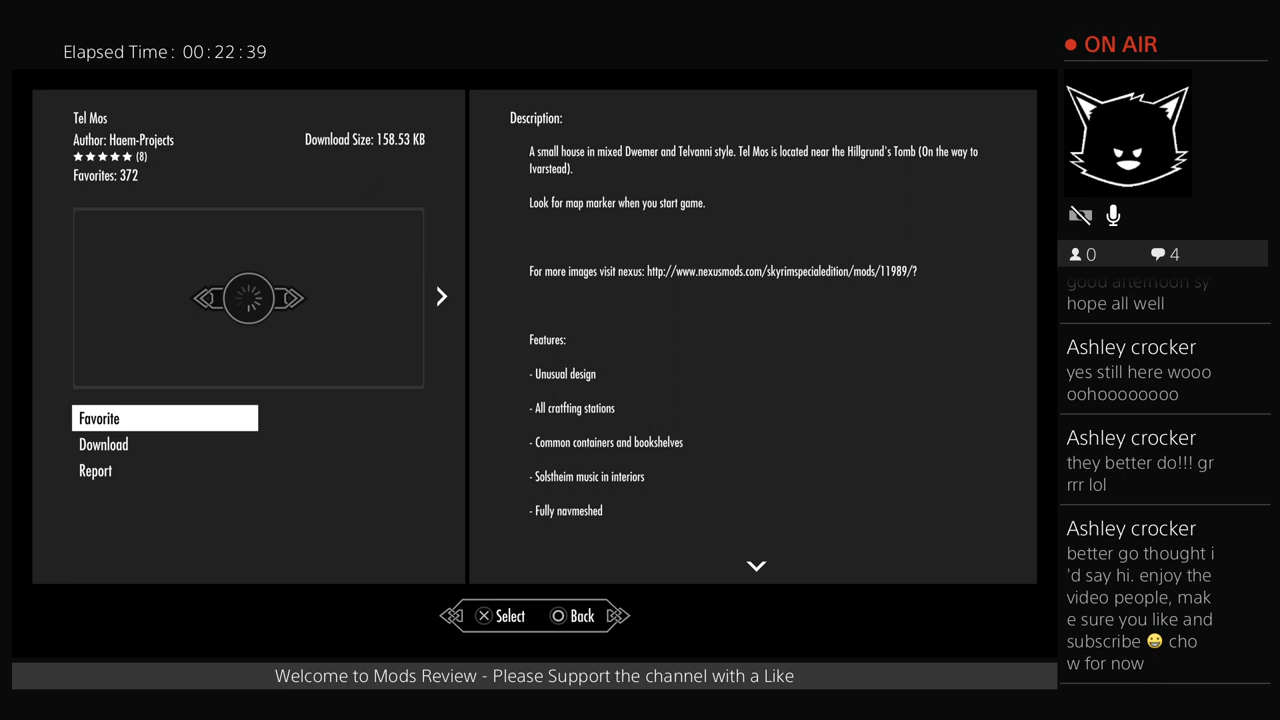 Elapsed Time: 00:22:39
ON AIR
Tel Mos
Author: Haem-Projects
Download Size: 158.53 KB
★★★★★ (8)
Favorites: 372
Favorite
Download
Report
Description:
A small house in mixed Dwemer and Telvanni style. Tel Mos is located near the Hillgrund's Tomb (On the way to
Ivarstead).
Look for map marker when you start game.
For more images visit nexus: http://www.nexusmods.com/skyrimspecialedition/mods/11989/?
Features:
- Unusual design
- All cratfting stations
- Common containers and bookshelves
- Solstheim music in interiors
- Fully navmeshed
Select
Back
Welcome to Mods Review - Please Support the channel with a Like
0
4
good afternoon sy
hope all well
Ashley crocker
yes still here wooo
oohoooooooo
Ashley crocker
they better do!!! gr
rrr lol
Ashley crocker
better go thought i
'd say hi. enjoy the
video people, mak
e sure you like and
subscribe 😀 cho
w for now